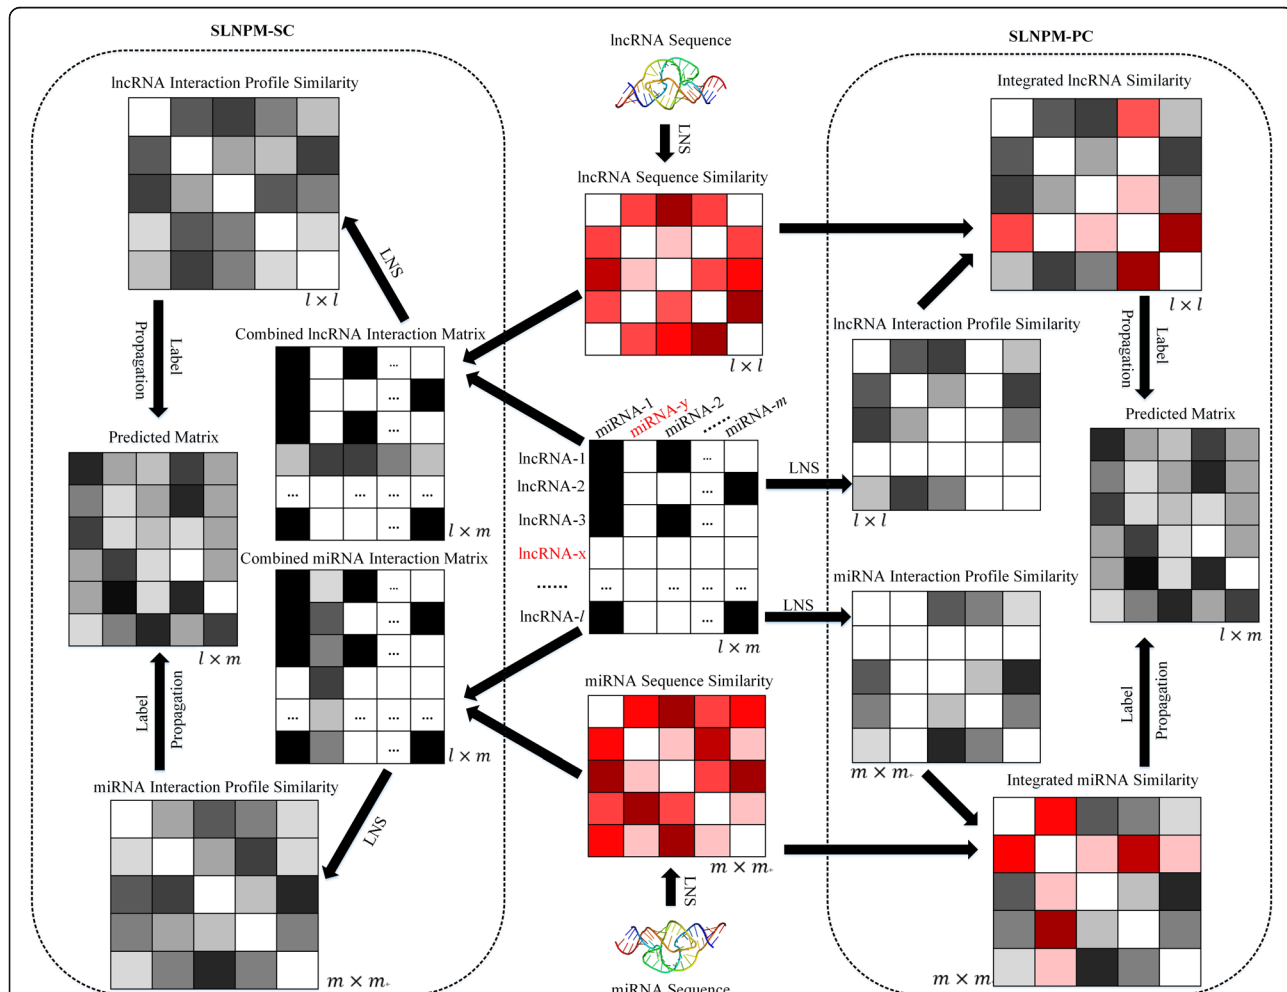 SLNPM-SC
lncRNA Interaction Profile Similarity
l × l
LNS
Label
Propagation
Combined lncRNA Interaction Matrix
...
...
...
... ... ... ... ...
...
l × m
Predicted Matrix
l × m
Combined miRNA Interaction Matrix
...
...
...
... ... ... ... ...
...
l × m
Label
Propagation
LNS
miRNA Interaction Profile Similarity
m × m
lncRNA Sequence
LNS
lncRNA Sequence Similarity
l × l
miRNA-1
miRNA-y
miRNA-2
......
miRNA-m
lncRNA-1
...
lncRNA-2
...
lncRNA-3
...
lncRNA-x
......
... ... ... ... ...
lncRNA-l
...
l × m
miRNA Sequence Similarity
m × m
LNS
miRNA Sequence
SLNPM-PC
Integrated lncRNA Similarity
l × l
lncRNA Interaction Profile Similarity
LNS
l × l
Label
Propagation
Predicted Matrix
l × m
miRNA Interaction Profile Similarity
LNS
m × m
Label
Propagation
Integrated miRNA Similarity
m × m